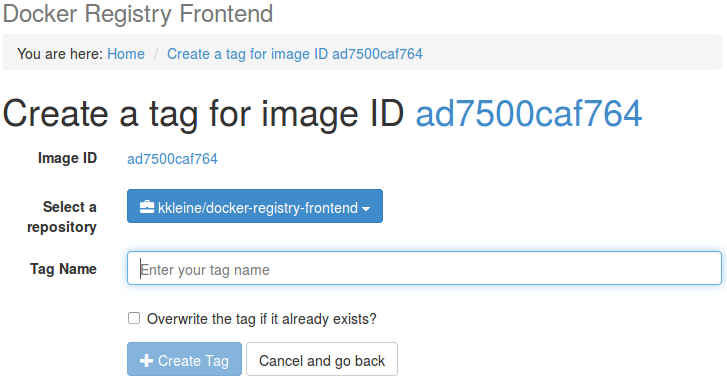 Docker Registry Frontend
You are here: Home / Create a tag for image ID ad7500caf764
Create a tag for image ID ad7500caf764
Image ID ad7500caf764
Select a repository kkleine/docker-registry-frontend
Tag Name Enter your tag name
Overwrite the tag if it already exists?
Create Tag Cancel and go back